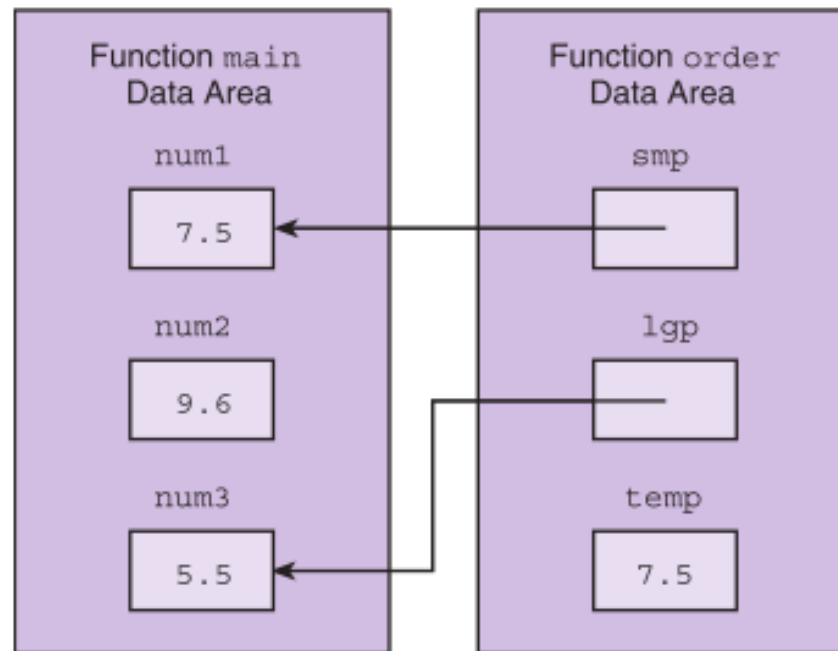 Function main
Data Area
num1
7.5
num2
9.6
num3
5.5
Function order
Data Area
smp
lgp
temp
7.5